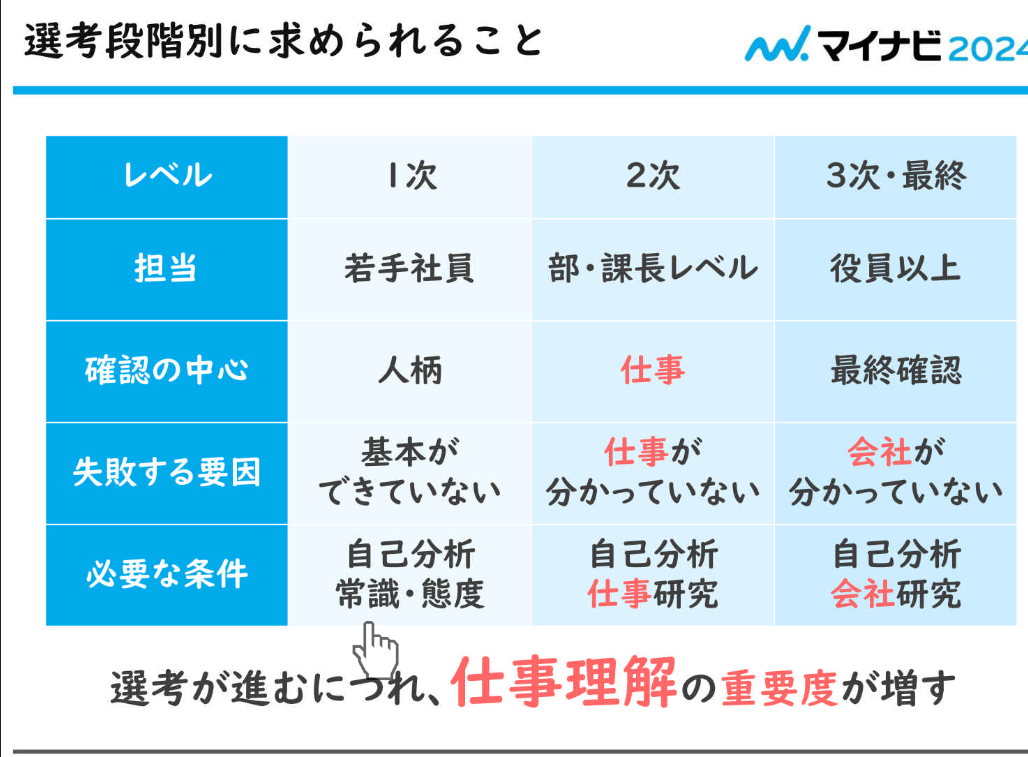 選考段階別に求められること
マイナビ2024
レベル 1次 2次 3次・最終
担当 若手社員 部・課長レベル 役員以上
確認の中心 人柄 仕事 最終確認
失敗する要因
基本が
できていない
仕事が
分かっていない
会社が
分かっていない
必要な条件
自己分析
常識・態度
自己分析
仕事研究
自己分析
会社研究
選考が進むにつれ、仕事理解の重要度が増す